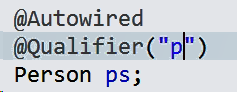 @Autowired
@Qualifier("p")
Person ps;